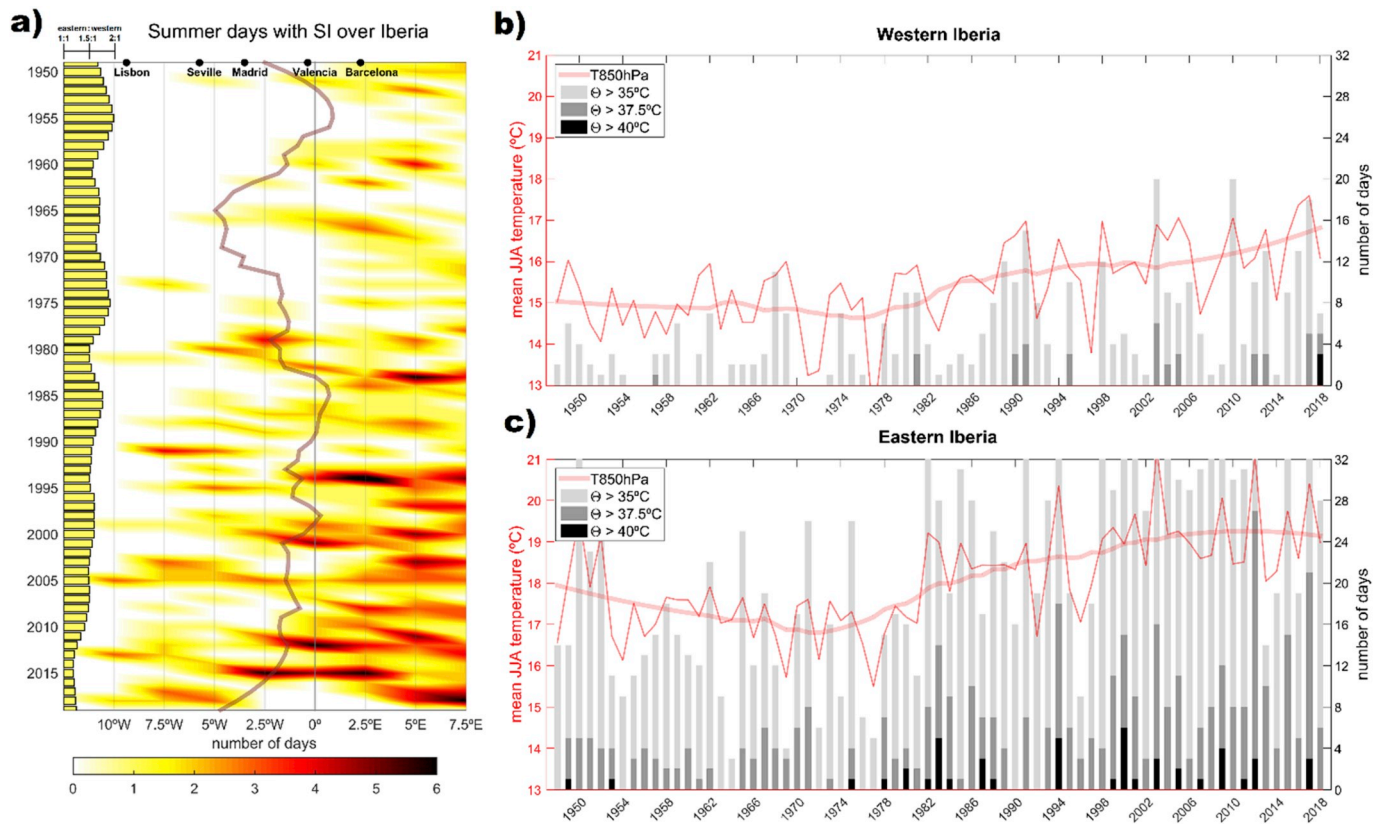 a)
eastern:western
1:1 1.5:1 2:1
Summer days with SI over Iberia
Lisbon Seville Madrid Valencia Barcelona
1950
1955
1960
1965
1970
1975
1980
1985
1990
1995
2000
2005
2010
2015
10ºW 7.5ºW 5ºW 2.5ºW 0º 2.5ºE 5ºE 7.5ºE
number of days
0 1 2 3 4 5 6
b)
Western Iberia
T850hPa
Θ > 35ºC
Θ > 37.5ºC
Θ > 40ºC
mean JJA temperature (ºC)
21
20
19
18
17
16
15
14
13
number of days
32
28
24
20
16
12
8
4
0
1950 1954 1958 1962 1966 1970 1974 1978 1982 1986 1990 1994 1998 2002 2006 2010 2014 2018
c)
Eastern Iberia
T850hPa
Θ > 35ºC
Θ > 37.5ºC
Θ > 40ºC
mean JJA temperature (ºC)
21
20
19
18
17
16
15
14
13
number of days
32
28
24
20
16
12
8
4
0
1950 1954 1958 1962 1966 1970 1974 1978 1982 1986 1990 1994 1998 2002 2006 2010 2014 2018